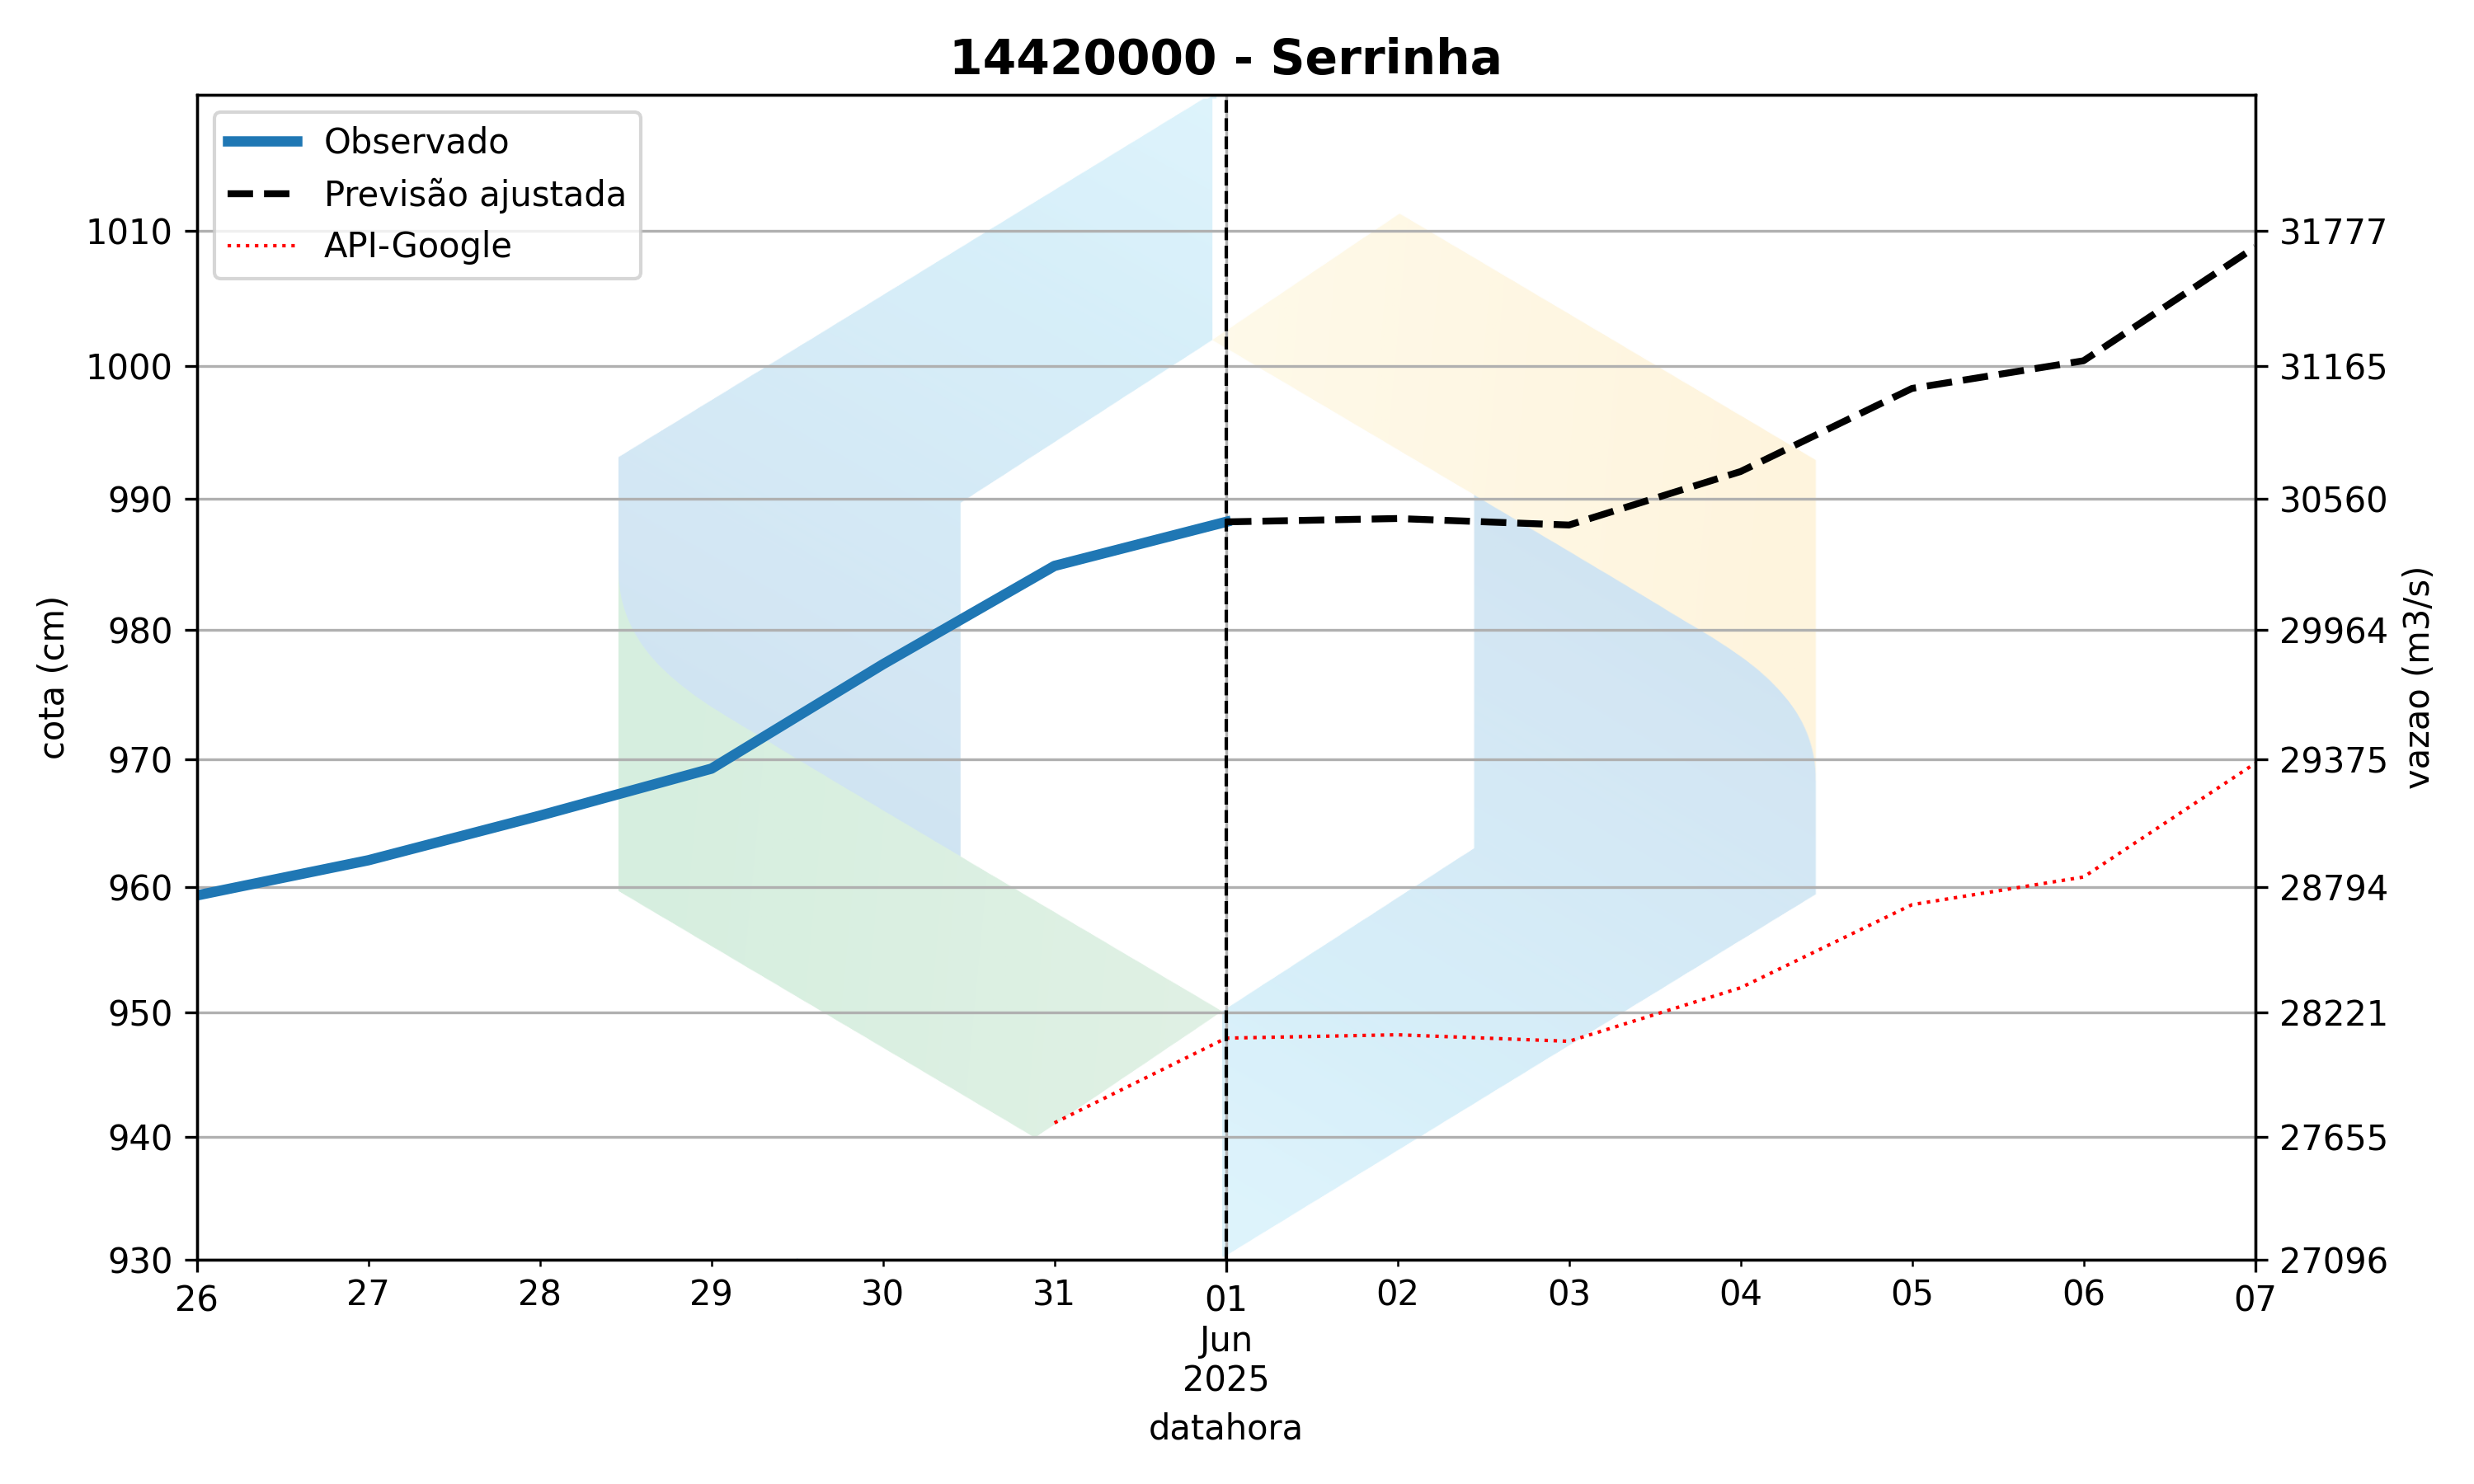 14420000 - Serrinha
Observado
Previsão ajustada
API-Google
1010
1000
990
980
970
960
950
940
930
cota (cm)
31777
31165
30560
29964
29375
28794
28221
27655
27096
vazao (m3/s)
26 27 28 29 30 31 01 02 03 04 05 06 07
Jun
2025
datahora